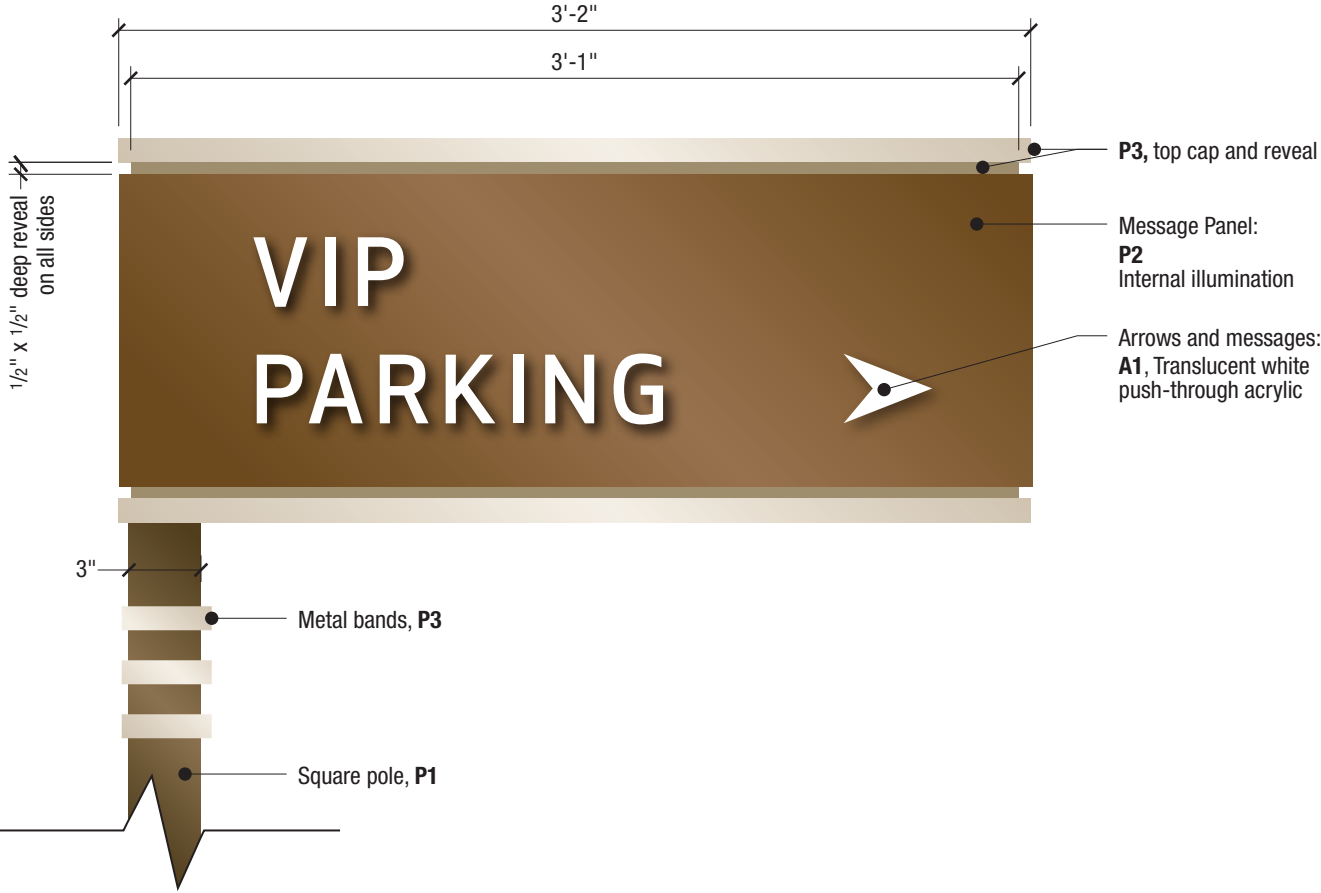 3'-2"
3'-1"
1/2" x 1/2" deep reveal
on all sides
VIP
PARKING
P3, top cap and reveal
Message Panel:
P2
Internal illumination
Arrows and messages:
A1, Translucent white
push-through acrylic
3"
Metal bands, P3
Square pole, P1